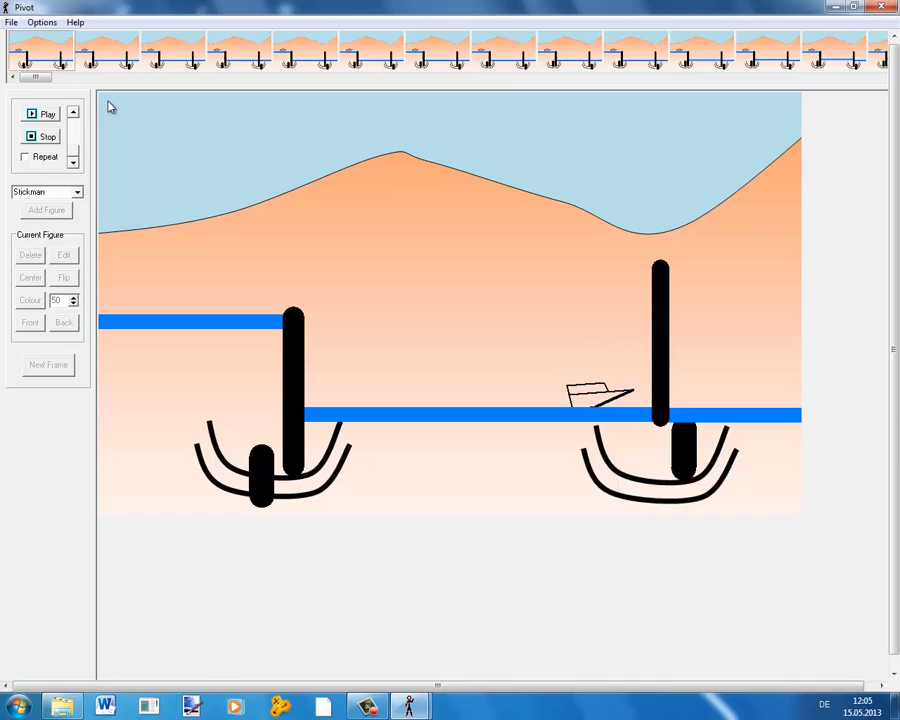 Pivot
File Options Help
Play
Stop
Repeat
Stickman
Add Figure
Current Figure
Delete Edit
Center Flip
Colour 50
Front Back
Next Frame
DE 12:05
15.05.2013